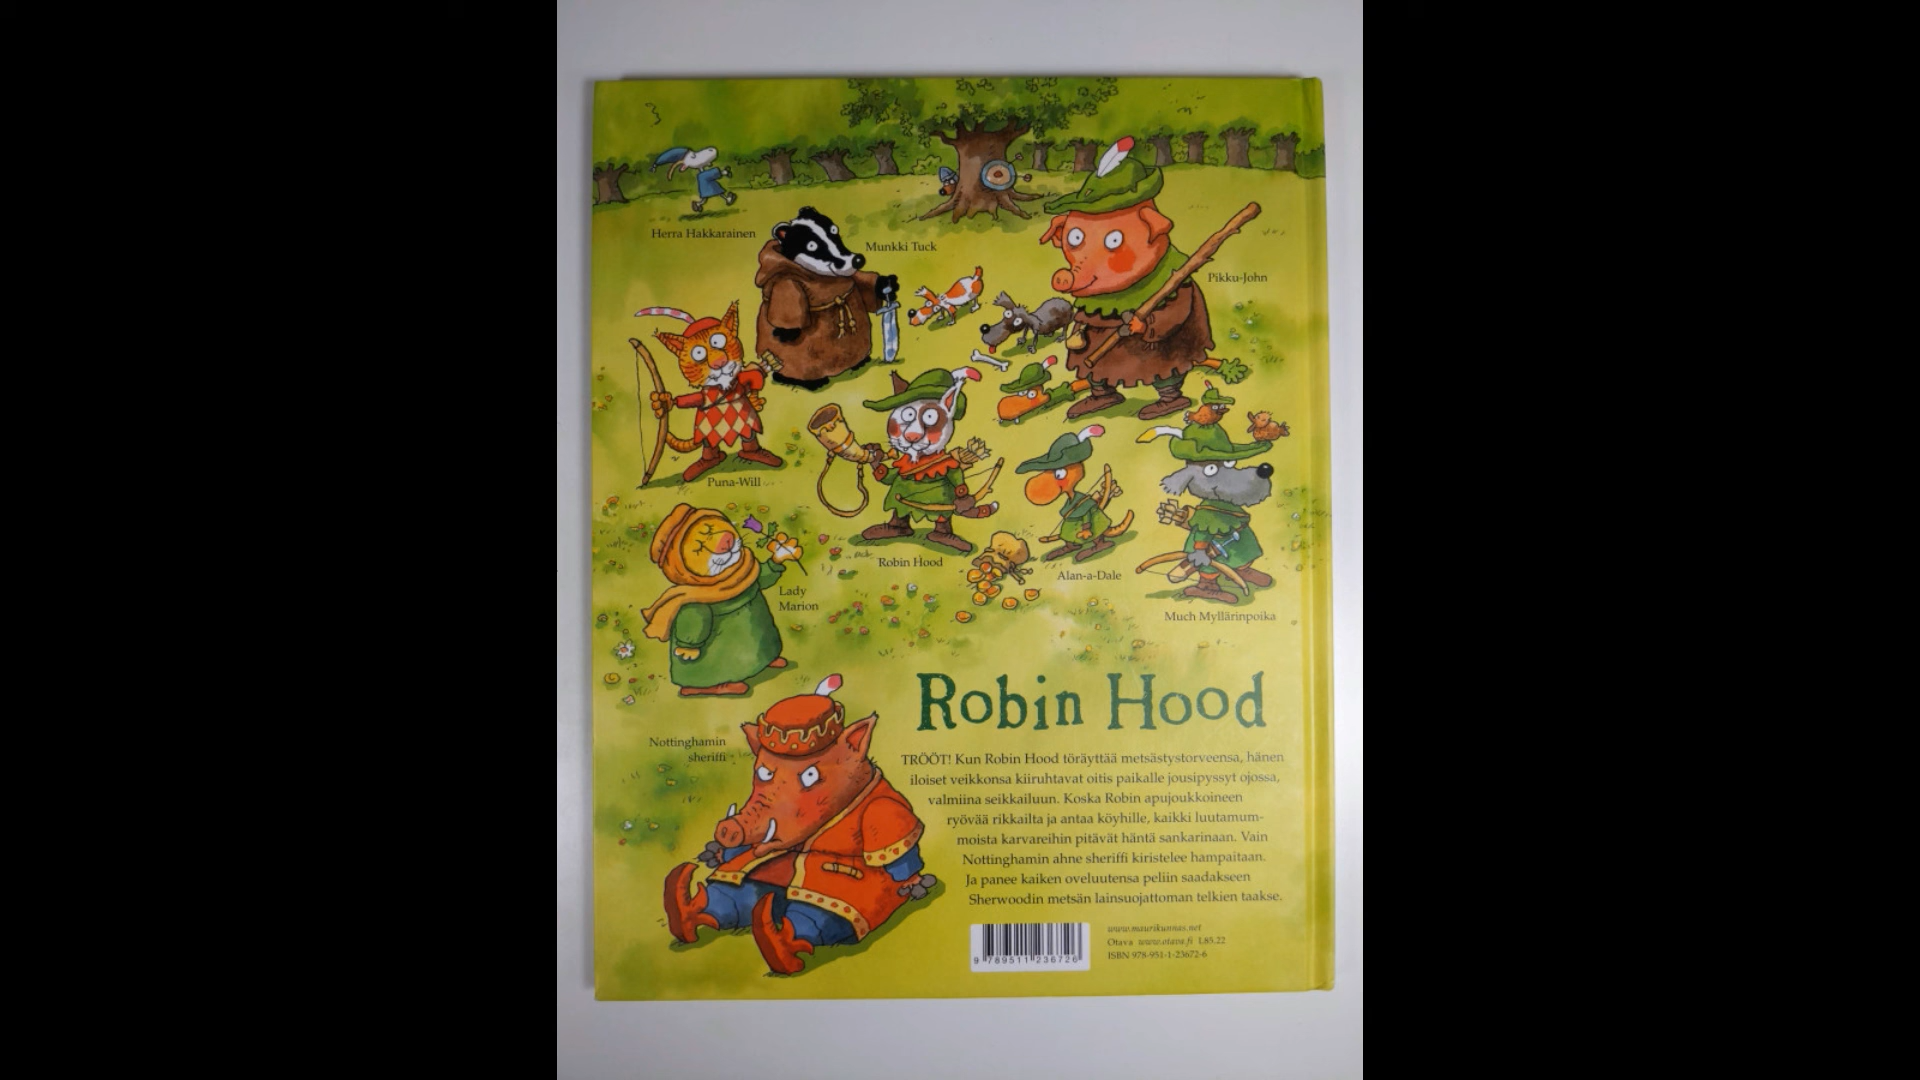 Herra Hakkarainen
Munkki Tuck
Pikku-John
Puna-Will
Robin Hood
Alan-a-Dale
Lady
Marion
Much Myllärinpoika
Robin Hood
Nottinghamin
sheriffi
TRÖÖT! Kun Robin Hood töräyttää metsästystorveensa, hänen
iloiset veikkonsa kiiruhtavat oitis paikalle jousipyssyt ojossa,
valmiina seikkailuun. Koska Robin apujoukkoineen
ryövää rikkailta ja antaa köyhille, kaikki luutamum-
moista karvareihin pitävät häntä sankarinaan. Vain
Nottinghamin ahne sheriffi kiristelee hampaitaan.
Ja panee kaiken oveluutensa peliin saadakseen
Sherwoodin metsän lainsuojattoman telkien taakse.
www.maurikunnas.net
Otava www.otava.fi L85.22
ISBN 978-951-1-23672-6
9 789511 236726